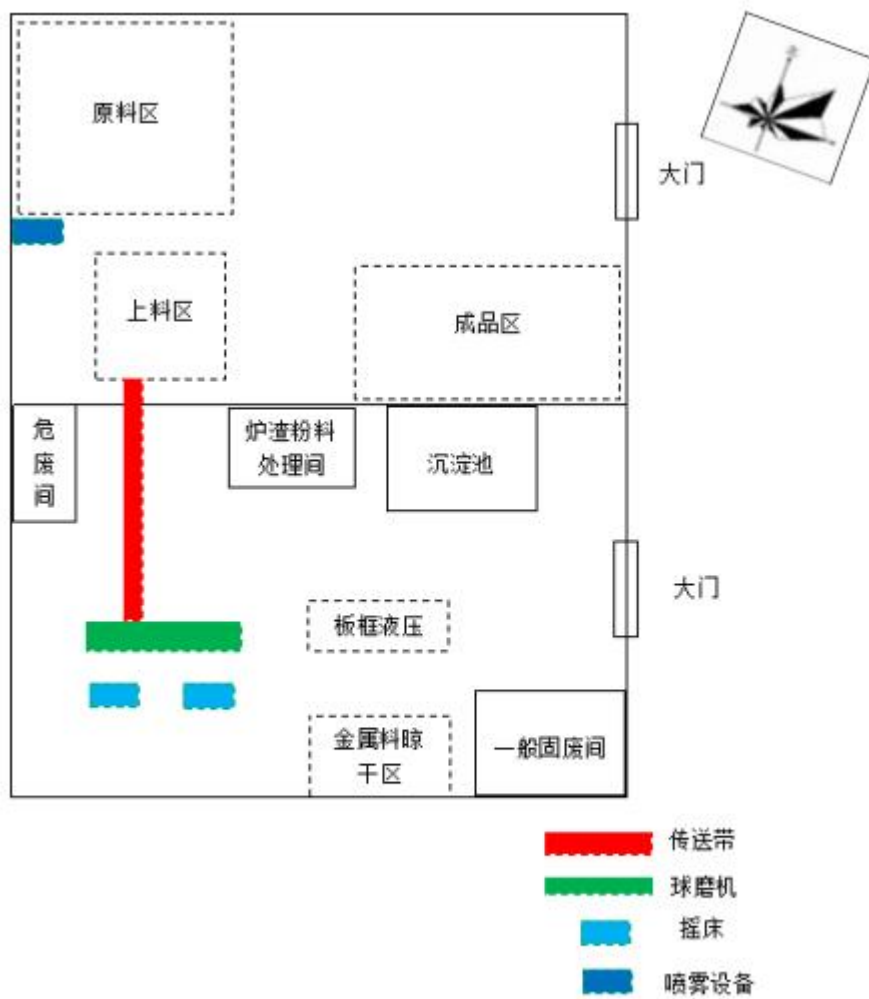 北
原料区
大门
上料区
成品区
危
废
间
炉渣粉料
处理间
沉淀池
大门
板框液压
金属料晾
干区
一般固废间
传送带
球磨机
摇床
喷雾设备